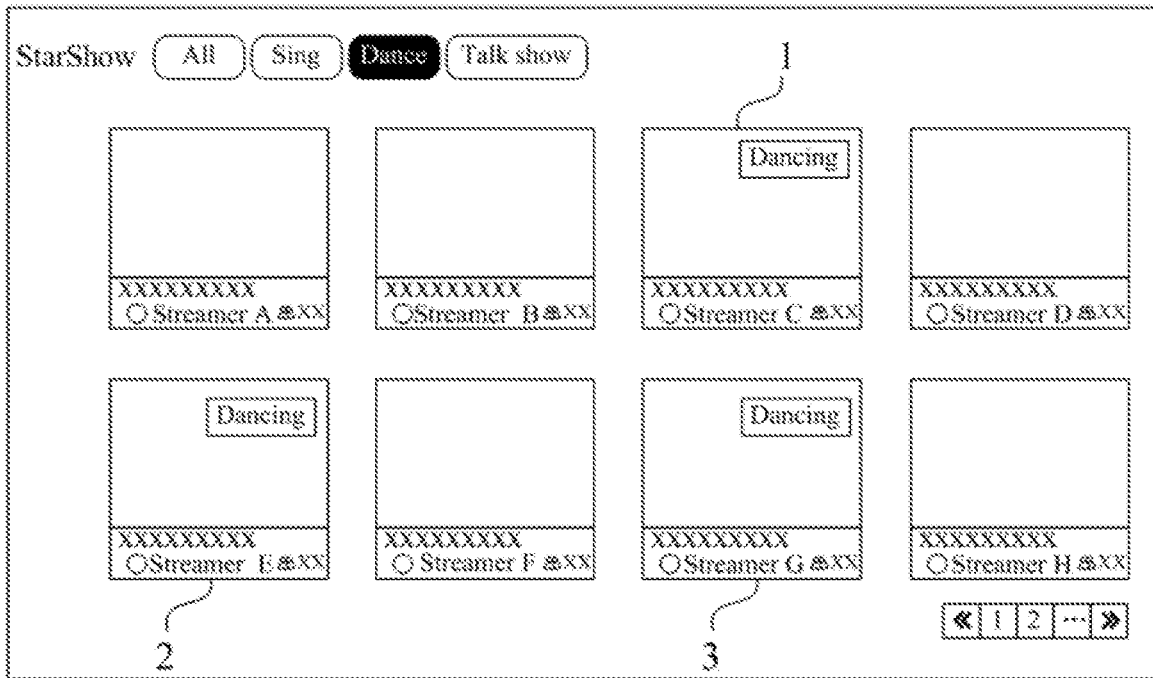 StarShow All Sing Dance Talk show
1
Dancing
XXXXXXXXX XXXXXXXXX XXXXXXXXX XXXXXXXXX
Streamer A XX Streamer B XX Streamer C XX Streamer D XX
Dancing Dancing
XXXXXXXXX XXXXXXXXX XXXXXXXXX XXXXXXXXX
Streamer E XX Streamer F XX Streamer G XX Streamer H XX
« 1 2 ... »
2 3